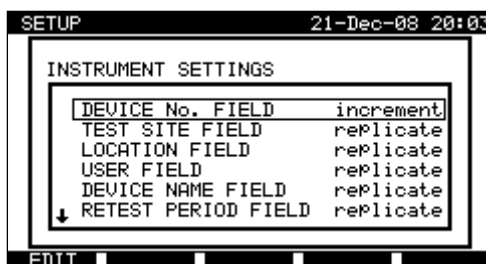 SETUP 21-Dec-08 20:03
INSTRUMENT SETTINGS
DEVICE No. FIELD increment
TEST SITE FIELD replicate
LOCATION FIELD replicate
USER FIELD replicate
DEVICE NAME FIELD replicate
RETEST PERIOD FIELD replicate
EDIT